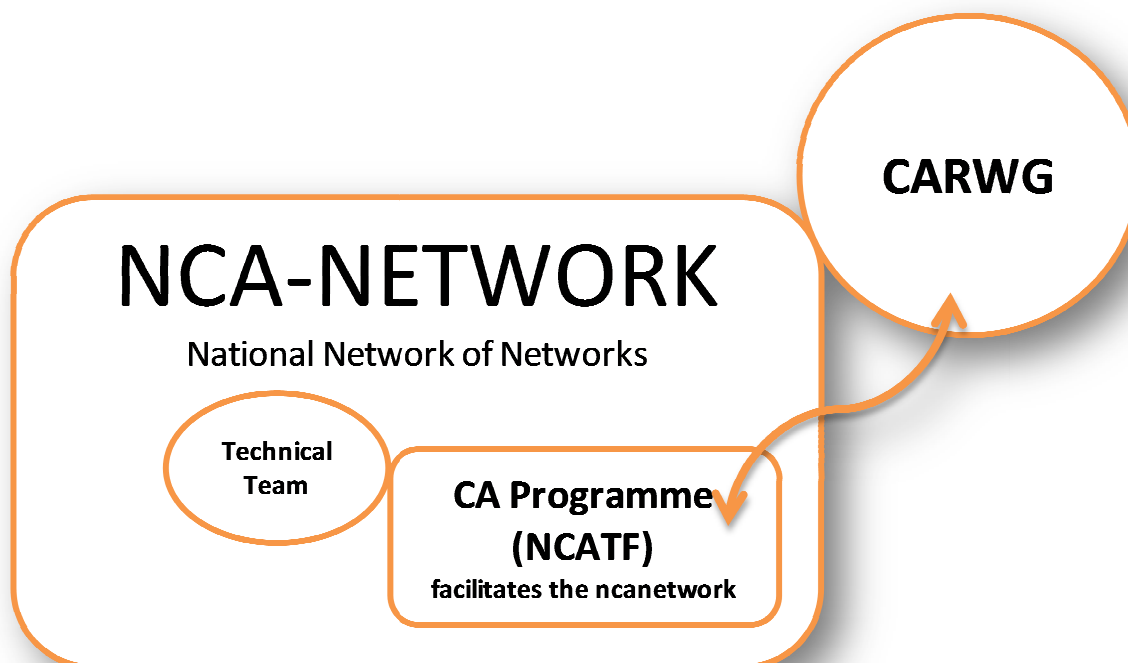 CARWG
NCA-NETWORK
National Network of Networks
Technical
Team
CA Programme
(NCATF)
facilitates the ncanetwork